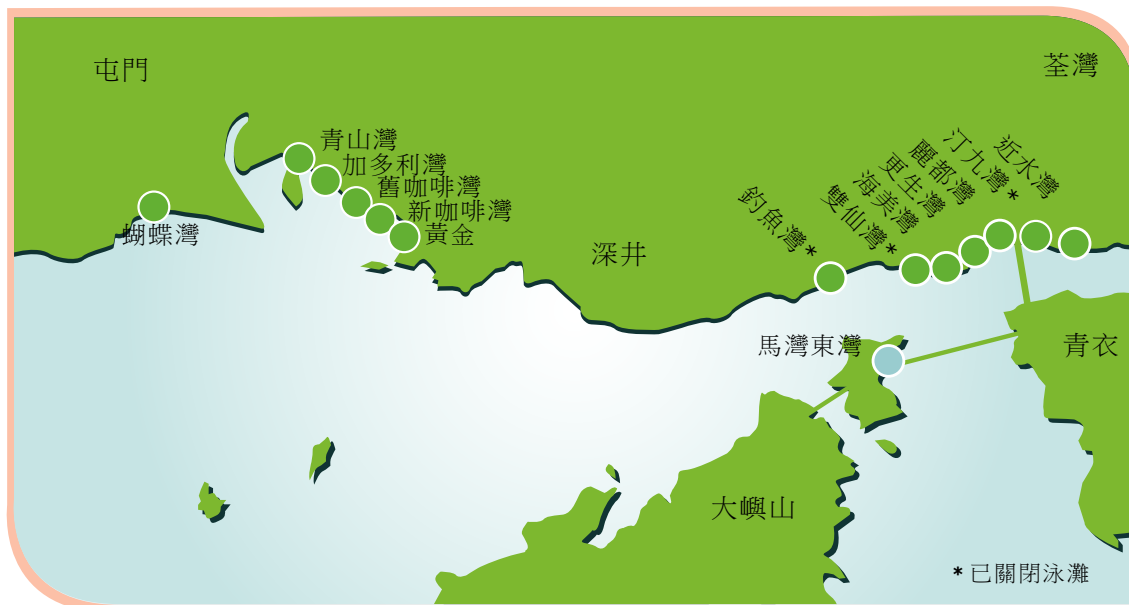 屯門
荃灣
青山灣
加多利灣
舊咖啡灣
新咖啡灣
黃金
蝴蝶灣
深井
釣魚灣*
雙仙灣*
海美灣
更生灣
麗都灣
汀九灣*
近水灣
馬灣東灣
青衣
大嶼山
* 已關閉泳灘